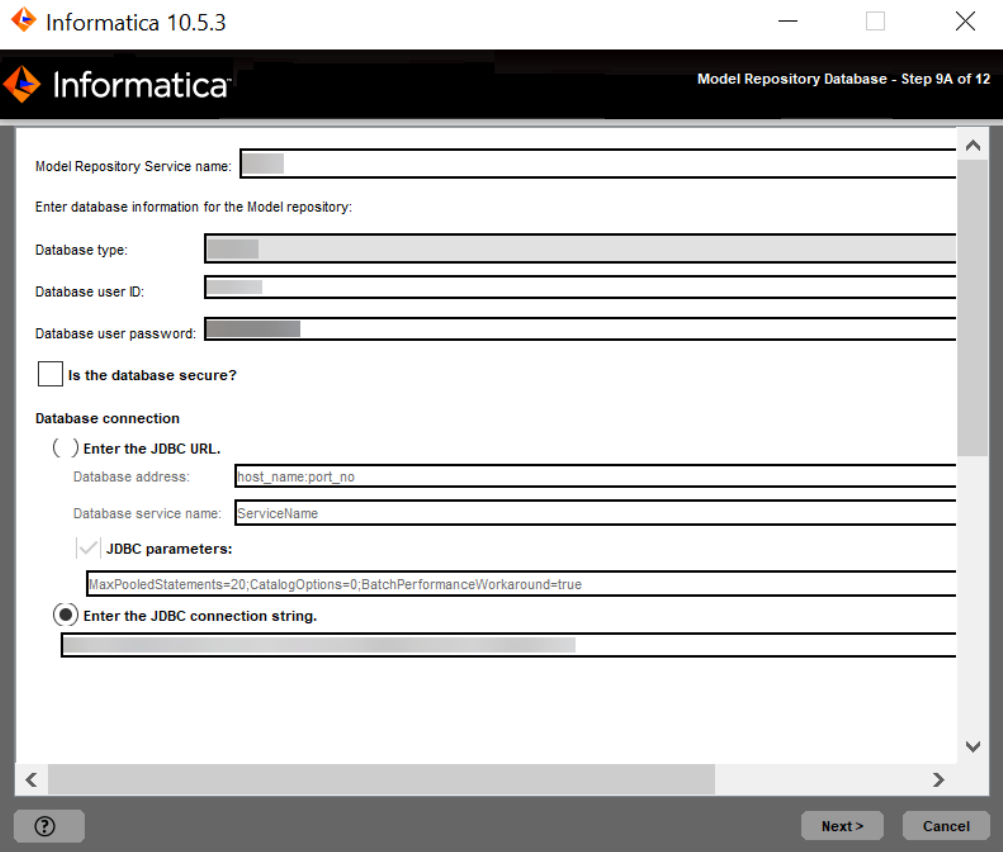 Informatica 10.5.3
Informatica
Model Repository Database - Step 9A of 12
Model Repository Service name:
Enter database information for the Model repository:
Database type:
Database user ID:
Database user password:
Is the database secure?
Database connection
Enter the JDBC URL.
Database address: host_name:port_no
Database service name: ServiceName
JDBC parameters:
MaxPooledStatements=20;CatalogOptions=0;BatchPerformanceWorkaround=true
Enter the JDBC connection string.
?
Next >
Cancel